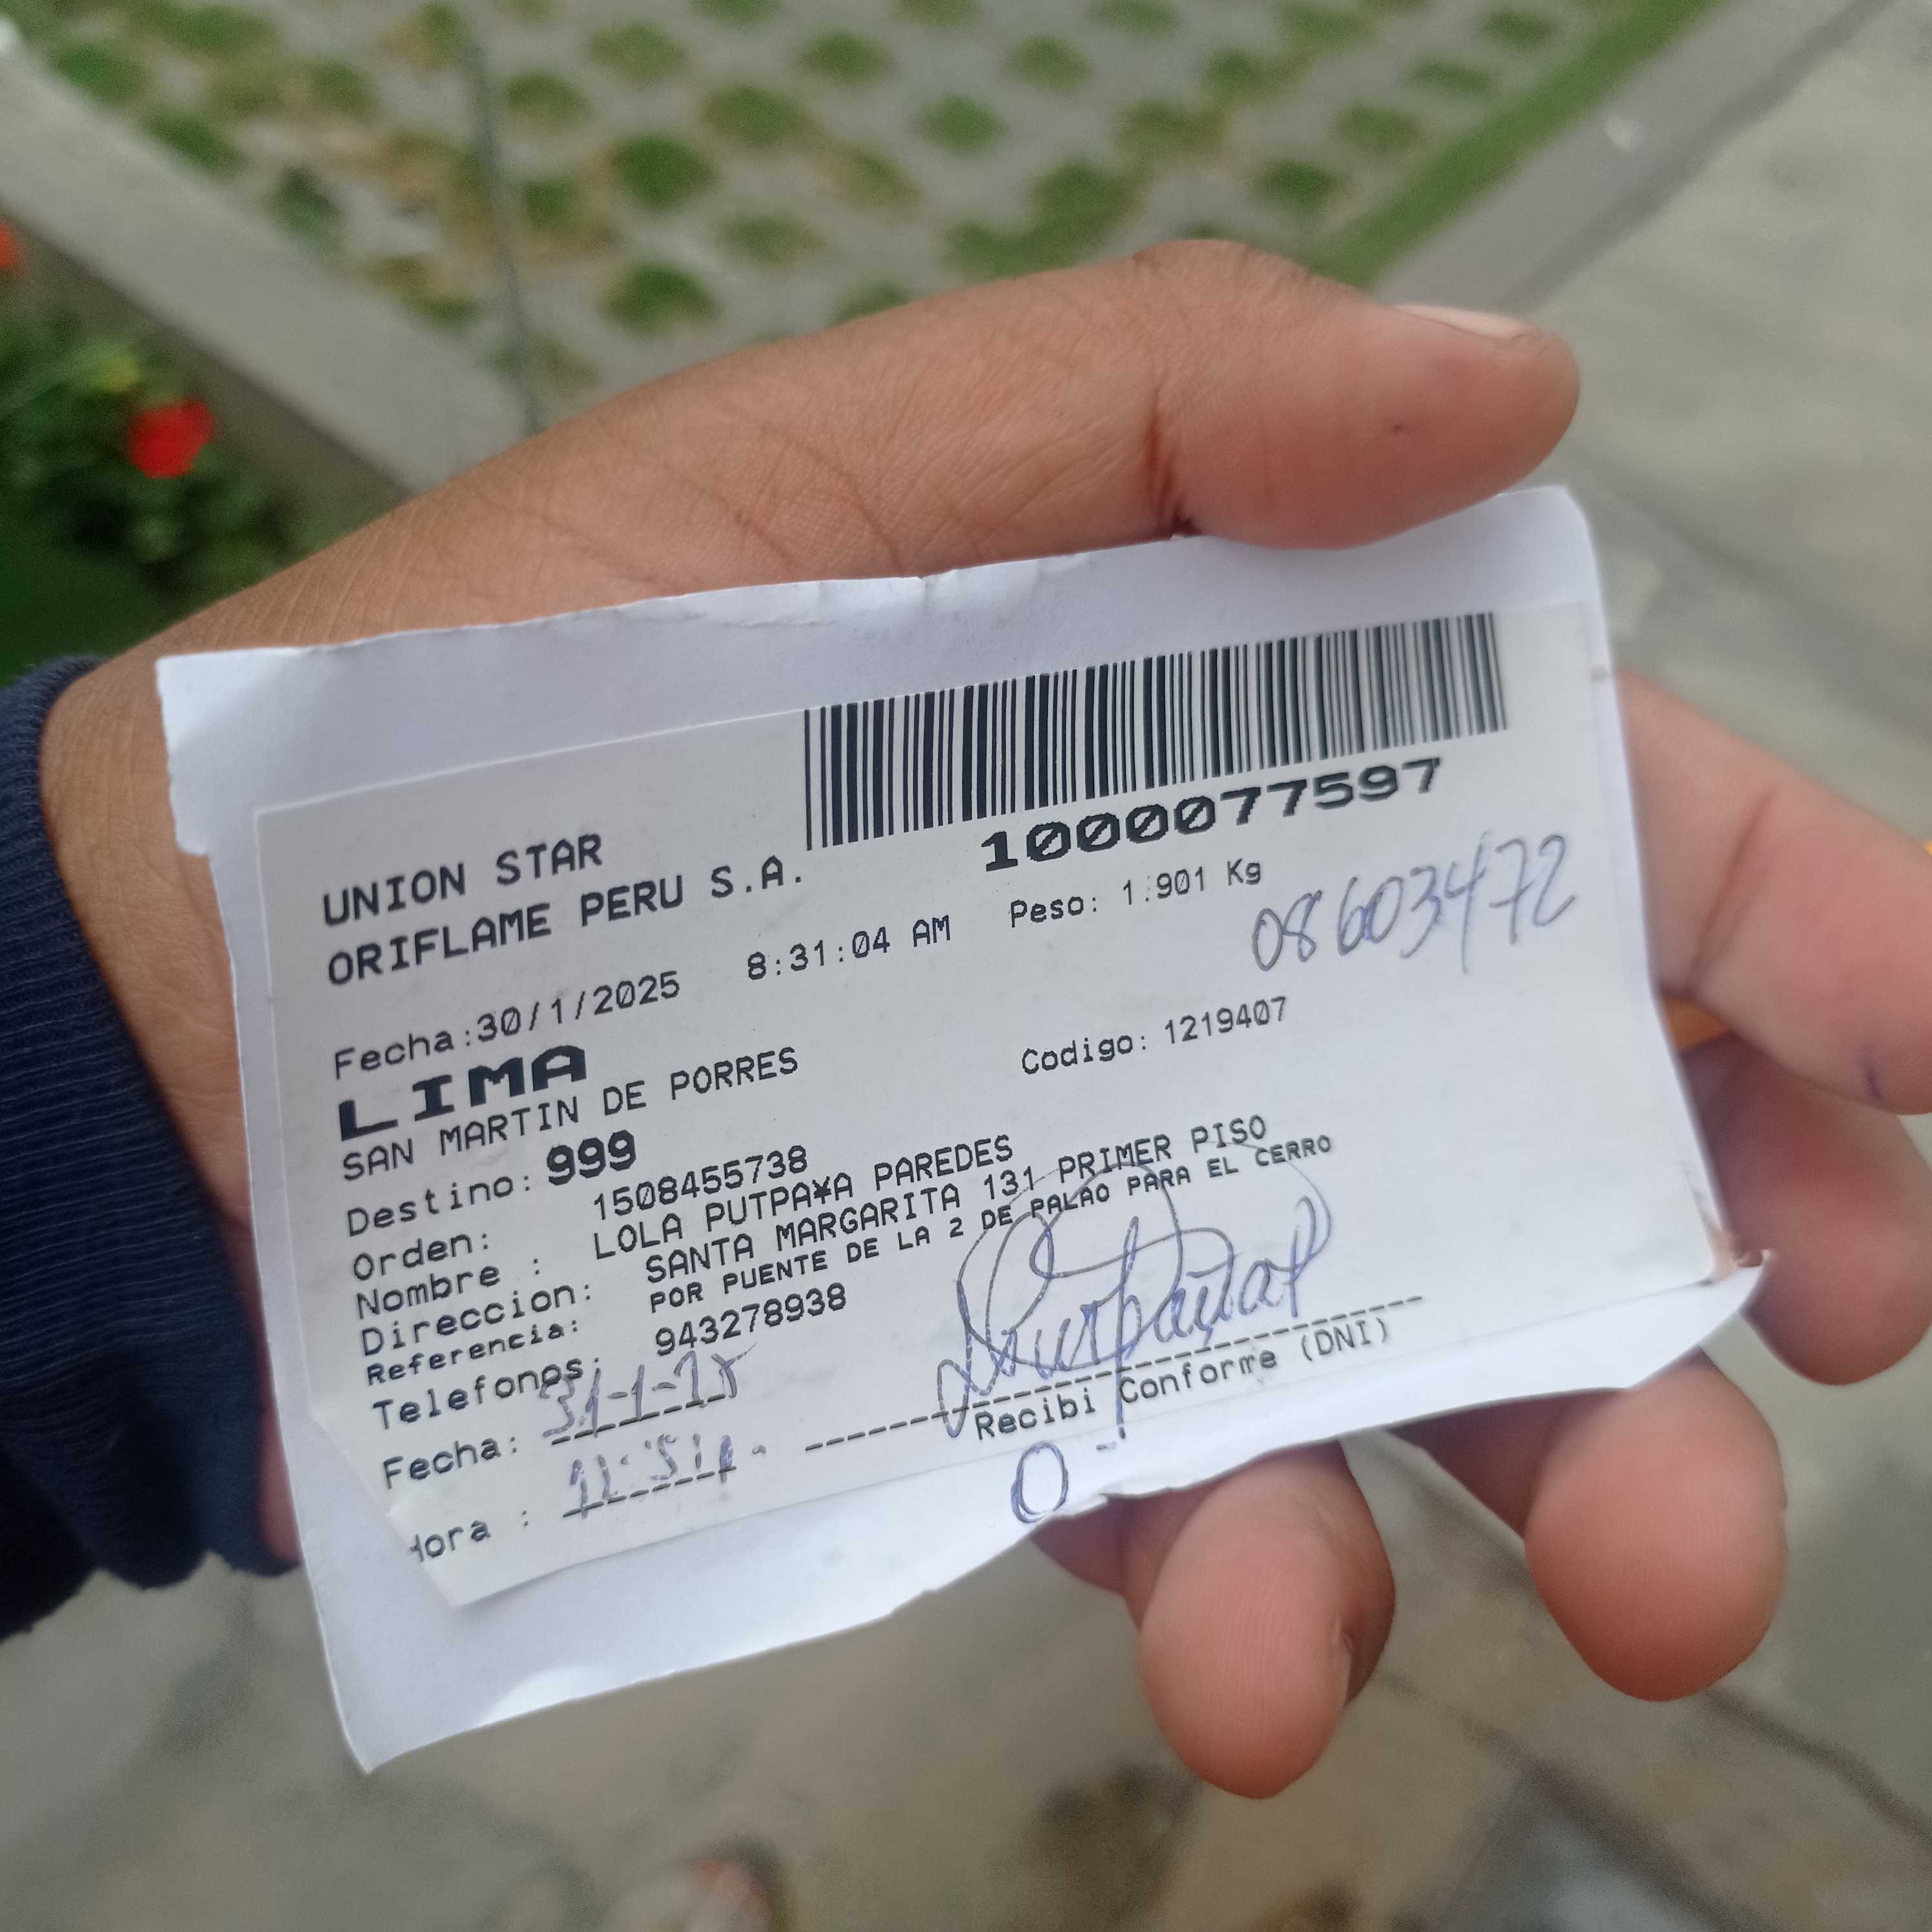 1000077597
UNION STAR
ORIFLAME PERU S.A.
Fecha:30/1/2025 8:31:04 AM Peso: 1.901 Kg
08603472
LIMA
SAN MARTIN DE PORRES Codigo: 1219407
Destino: 999
Orden: 1508455738
Nombre : LOLA PUTPA¥A PAREDES
Direccion: SANTA MARGARITA 131 PRIMER PISO
Referencia: POR PUENTE DE LA 2 DE PALAO PARA EL CERRO
Telefonos: 943278938
Fecha: 31-1-25
Recibi Conforme (DNI)
Hora :